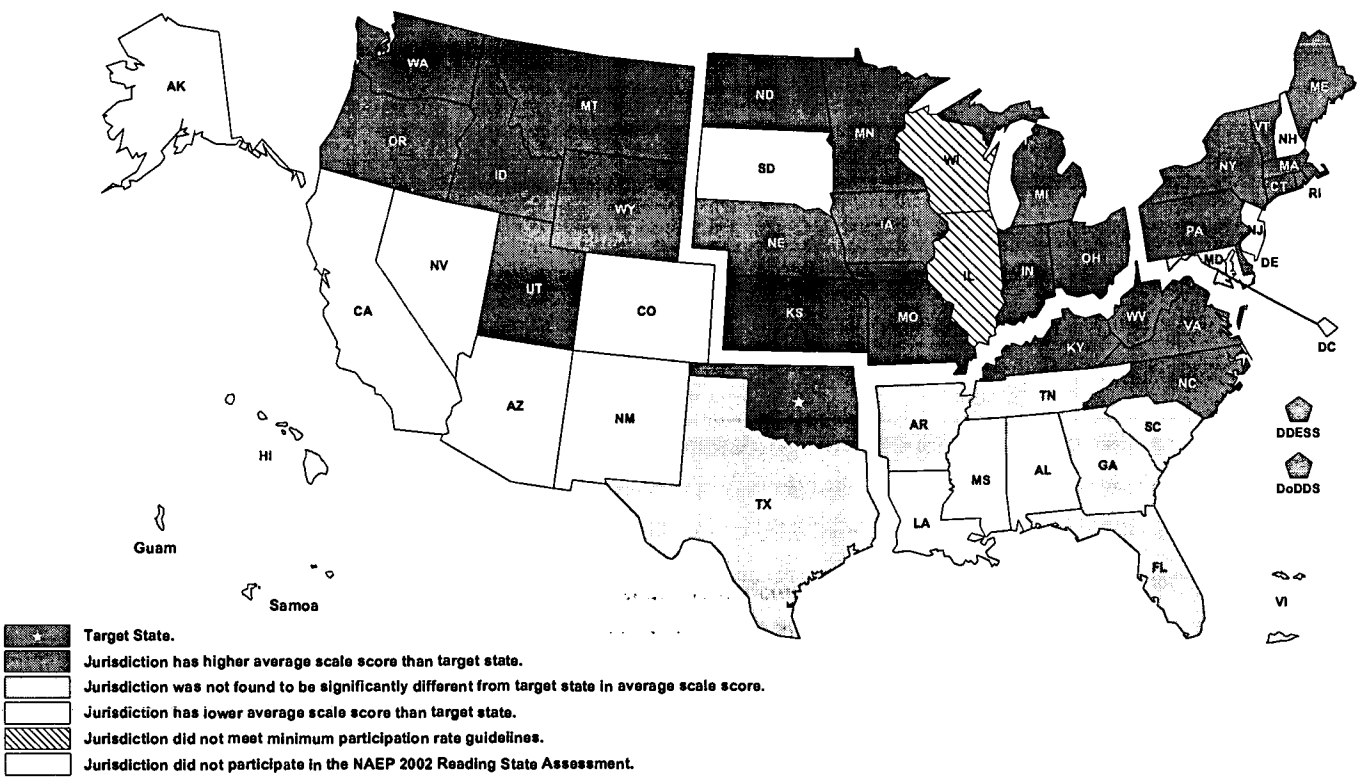 AK
WA
MT
ND
MN
ME
OR
ID
WY
SD
WI
MI
NY
VT
NH
MA
CT
RI
NE
IA
PA
NJ
NV
UT
CO
KS
MO
IL
IN
OH
MD
DE
CA
WV
VA
KY
DC
AZ
NM
TN
NC
AR
SC
DDESS
HI
MS
AL
GA
DoDDS
TX
LA
Guam
FL
Samoa
VI
Target State.
Jurisdiction has higher average scale score than target state.
Jurisdiction was not found to be significantly different from target state in average scale score.
Jurisdiction has lower average scale score than target state.
Jurisdiction did not meet minimum participation rate guidelines.
Jurisdiction did not participate in the NAEP 2002 Reading State Assessment.